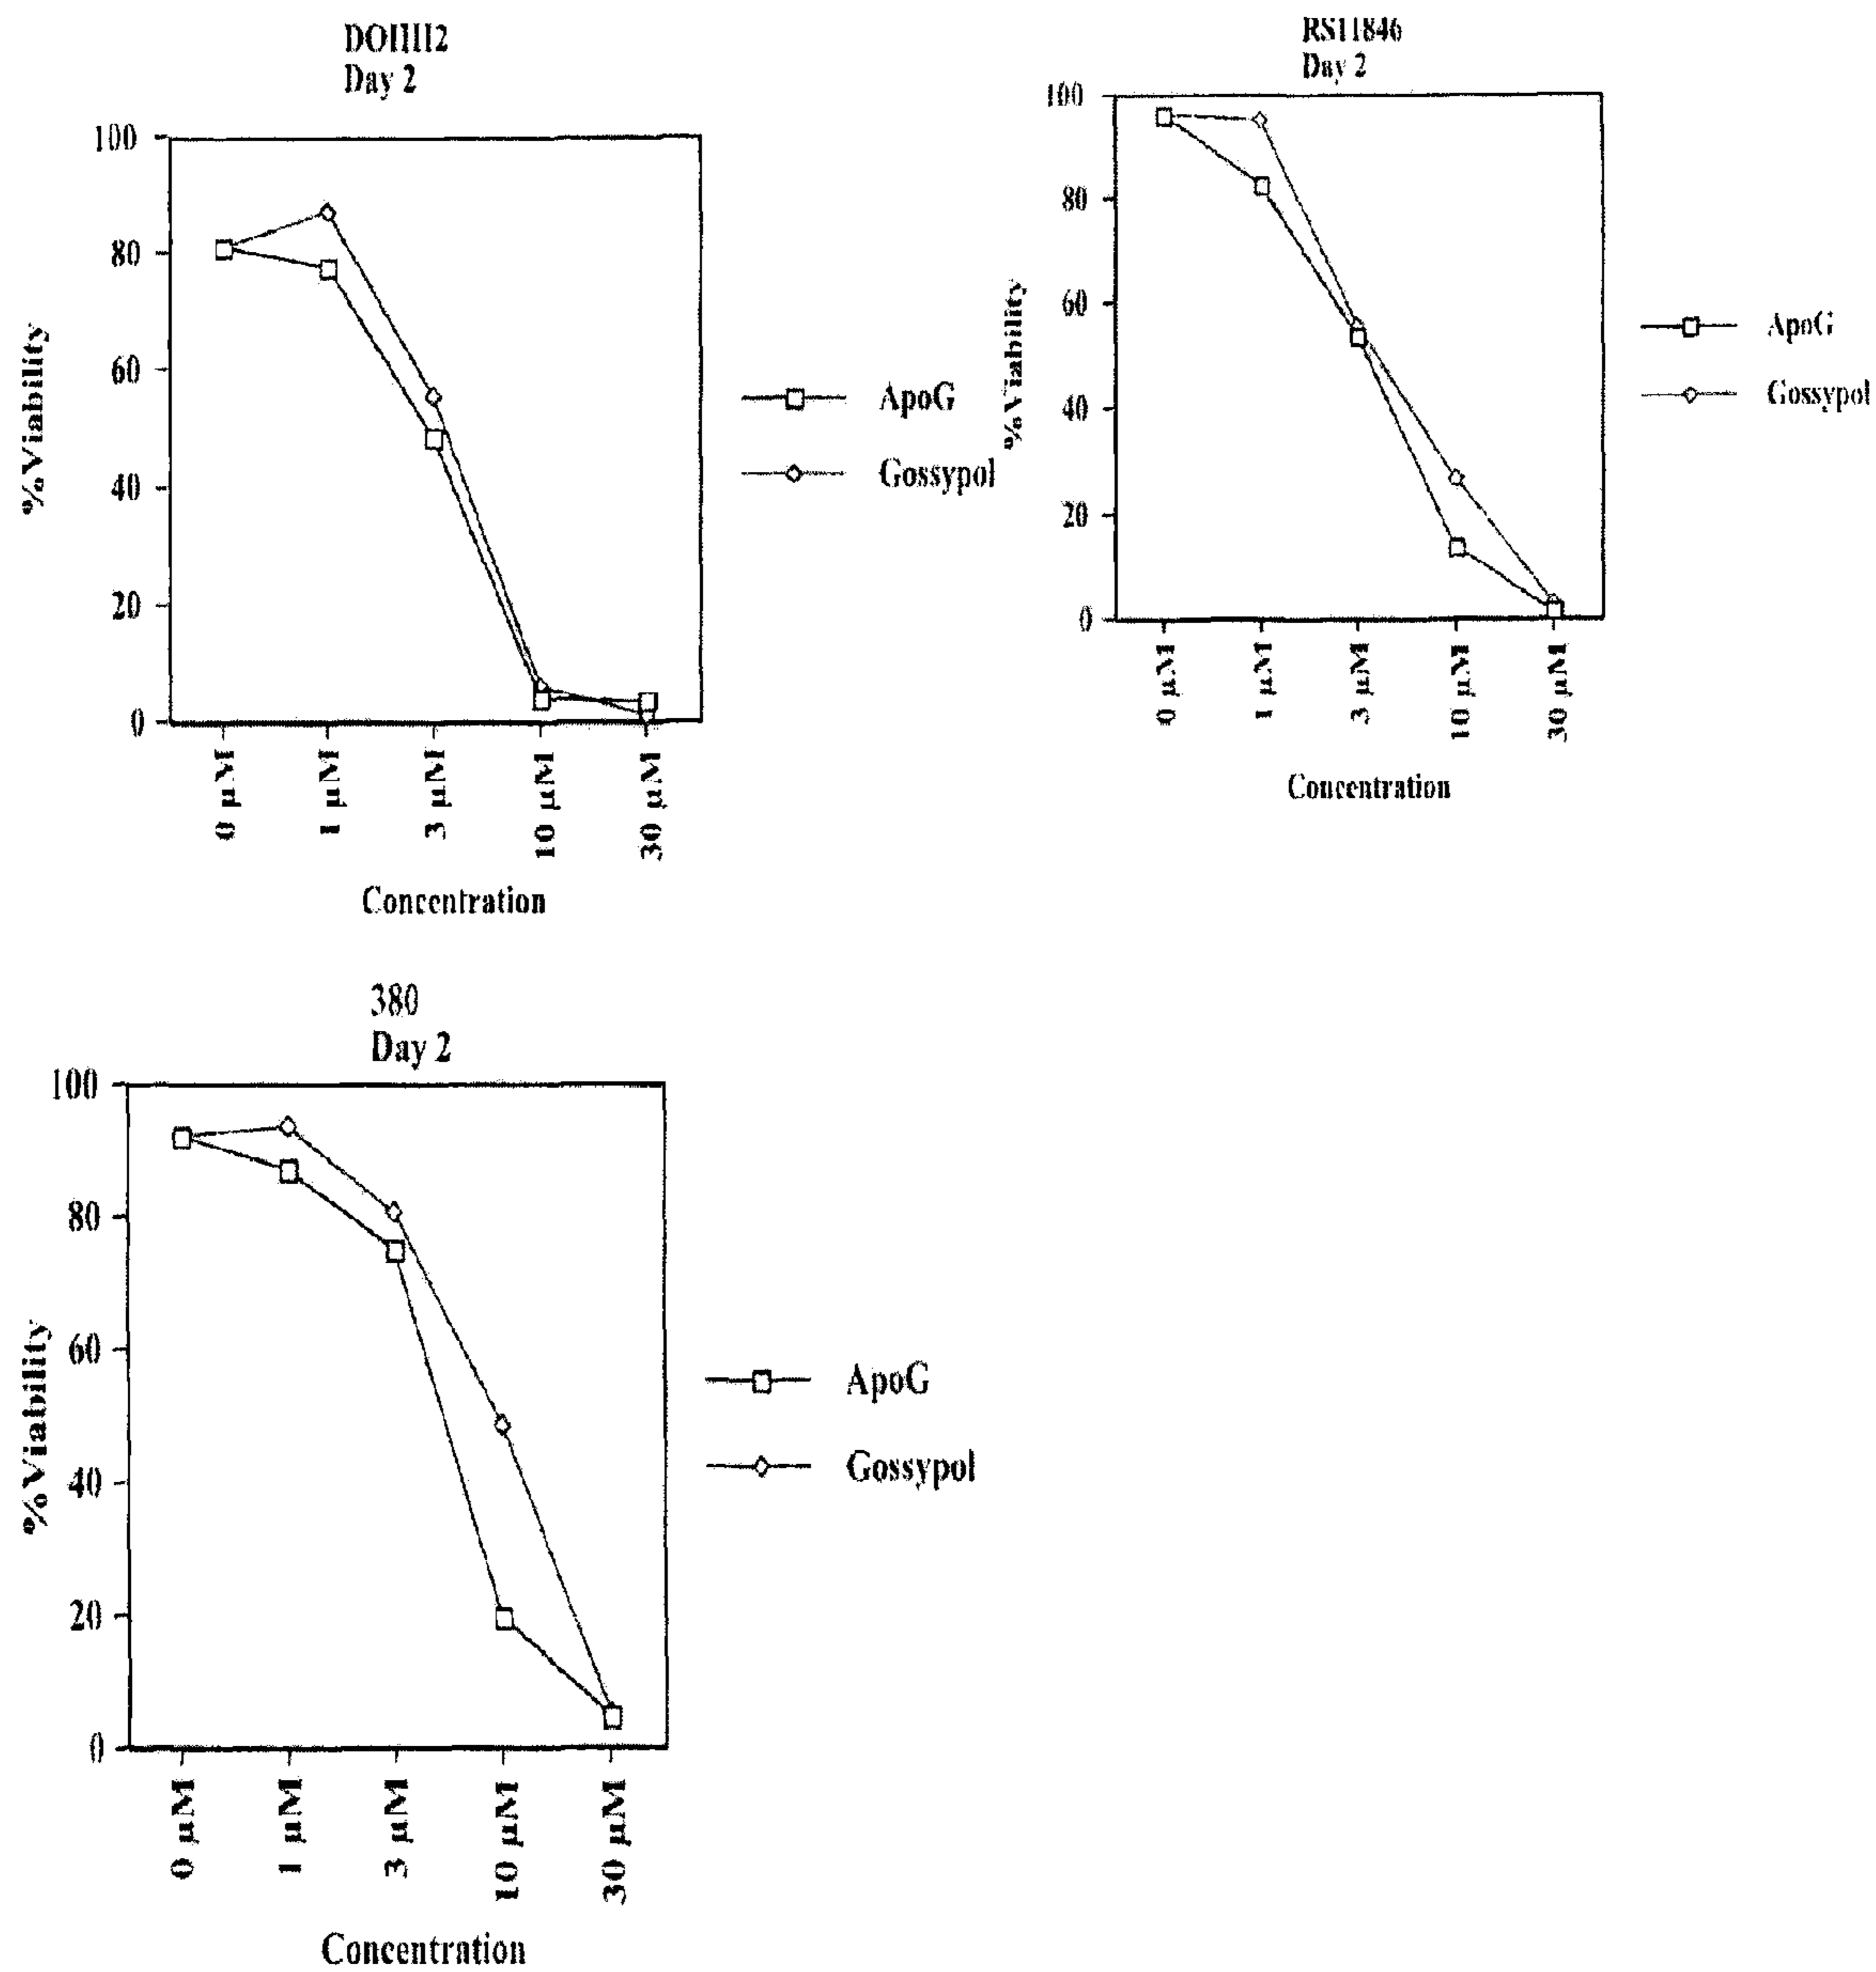 DOHH2
Day 2
100
80
60
40
20
0
%Viability
0 µM
1 µM
3 µM
10 µM
30 µM
Concentration
ApoG
Gossypol
RS11846
Day 2
100
80
60
40
20
0
%Viability
0 µM
1 µM
3 µM
10 µM
30 µM
Concentration
ApoG
Gossypol
380
Day 2
100
80
60
40
20
0
%Viability
0 µM
1 µM
3 µM
10 µM
30 µM
Concentration
ApoG
Gossypol